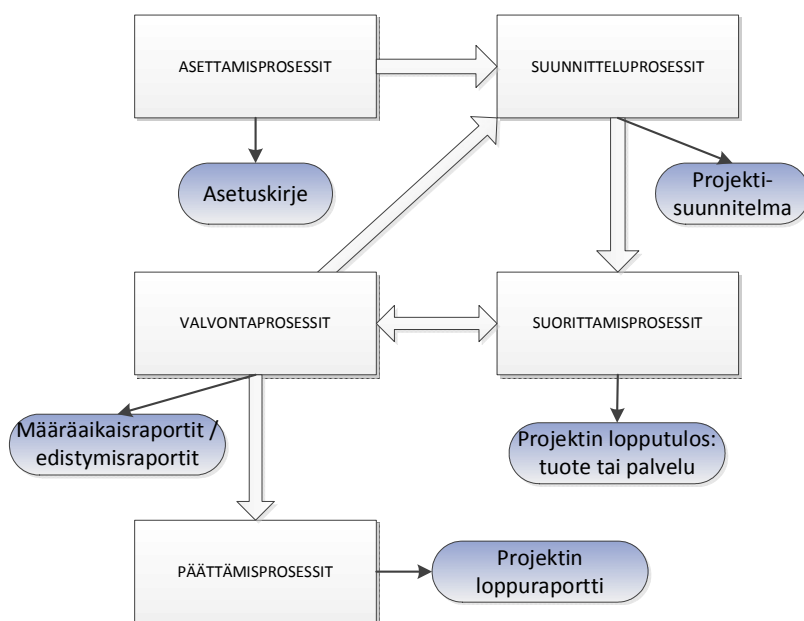 ASETTAMISPROSESSIT
SUUNNITTELUPROSESSIT
Asetuskirje
Projekti-
suunnitelma
VALVONTAPROSESSIT
SUORITTAMISPROSESSIT
Määräaikaisraportit /
edistymisraportit
Projektin lopputulos:
tuote tai palvelu
PÄÄTTÄMISPROSESSIT
Projektin
loppuraportti